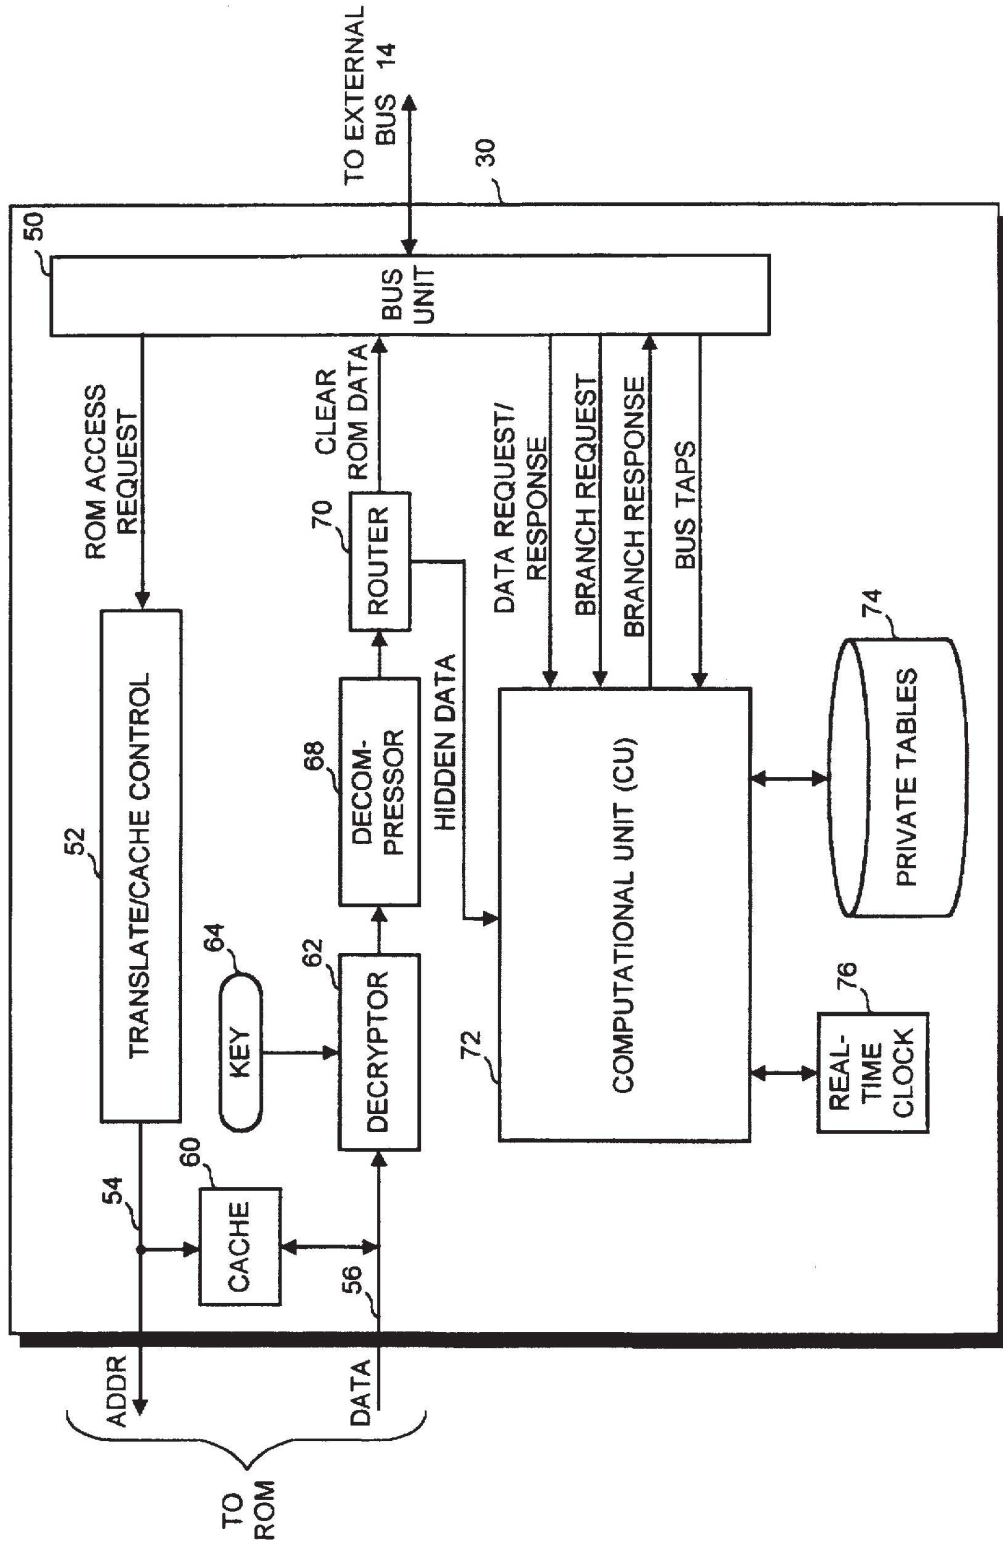 TO EXTERNAL
BUS 14
30
50
BUS
UNIT
ROM ACCESS
REQUEST
52
TRANSLATE/CACHE CONTROL
54
ADDR
60
CACHE
56
DATA
TO
ROM
64
KEY
62
DECRYPTOR
68
DECOM-
PRESSOR
70
ROUTER
CLEAR
ROM DATA
HIDDEN DATA
72
COMPUTATIONAL UNIT (CU)
DATA REQUEST/
RESPONSE
BRANCH REQUEST
BRANCH RESPONSE
BUS TAPS
76
REAL-
TIME
CLOCK
74
PRIVATE TABLES